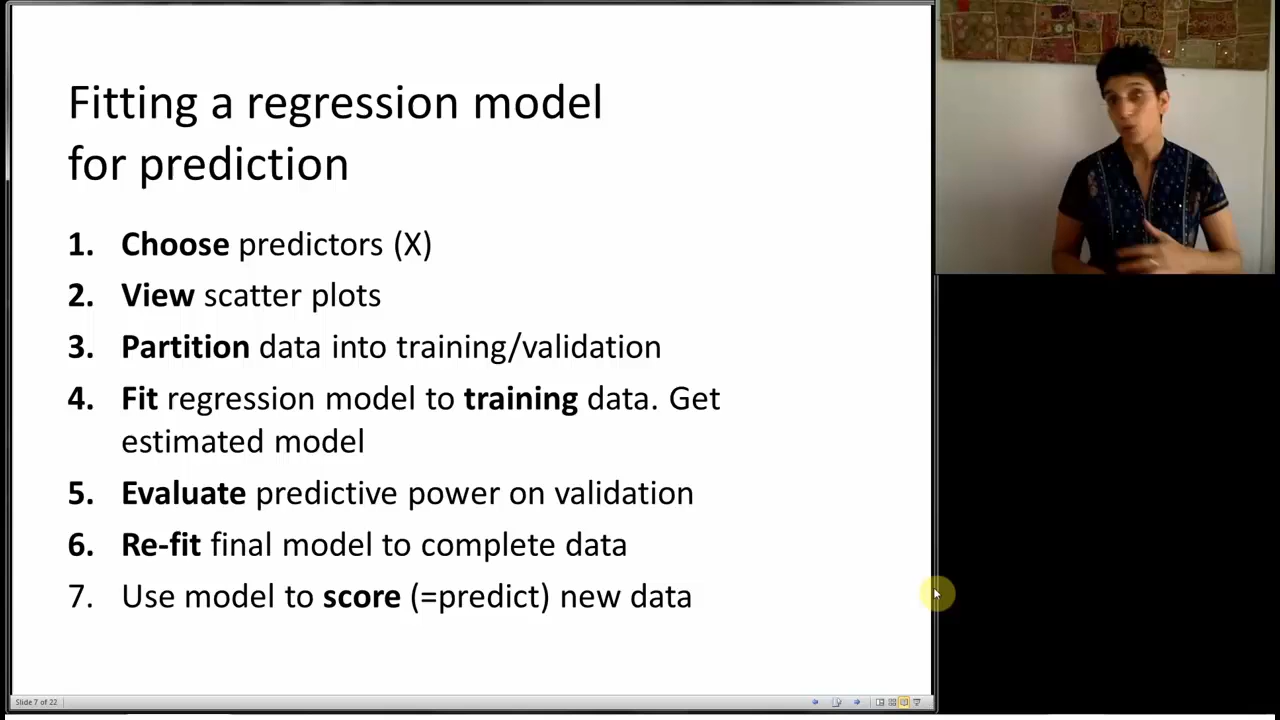 Fitting a regression model
for prediction
1. Choose predictors (X)
2. View scatter plots
3. Partition data into training/validation
4. Fit regression model to training data. Get
estimated model
5. Evaluate predictive power on validation
6. Re-fit final model to complete data
7. Use model to score (=predict) new data
Slide 7 of 22